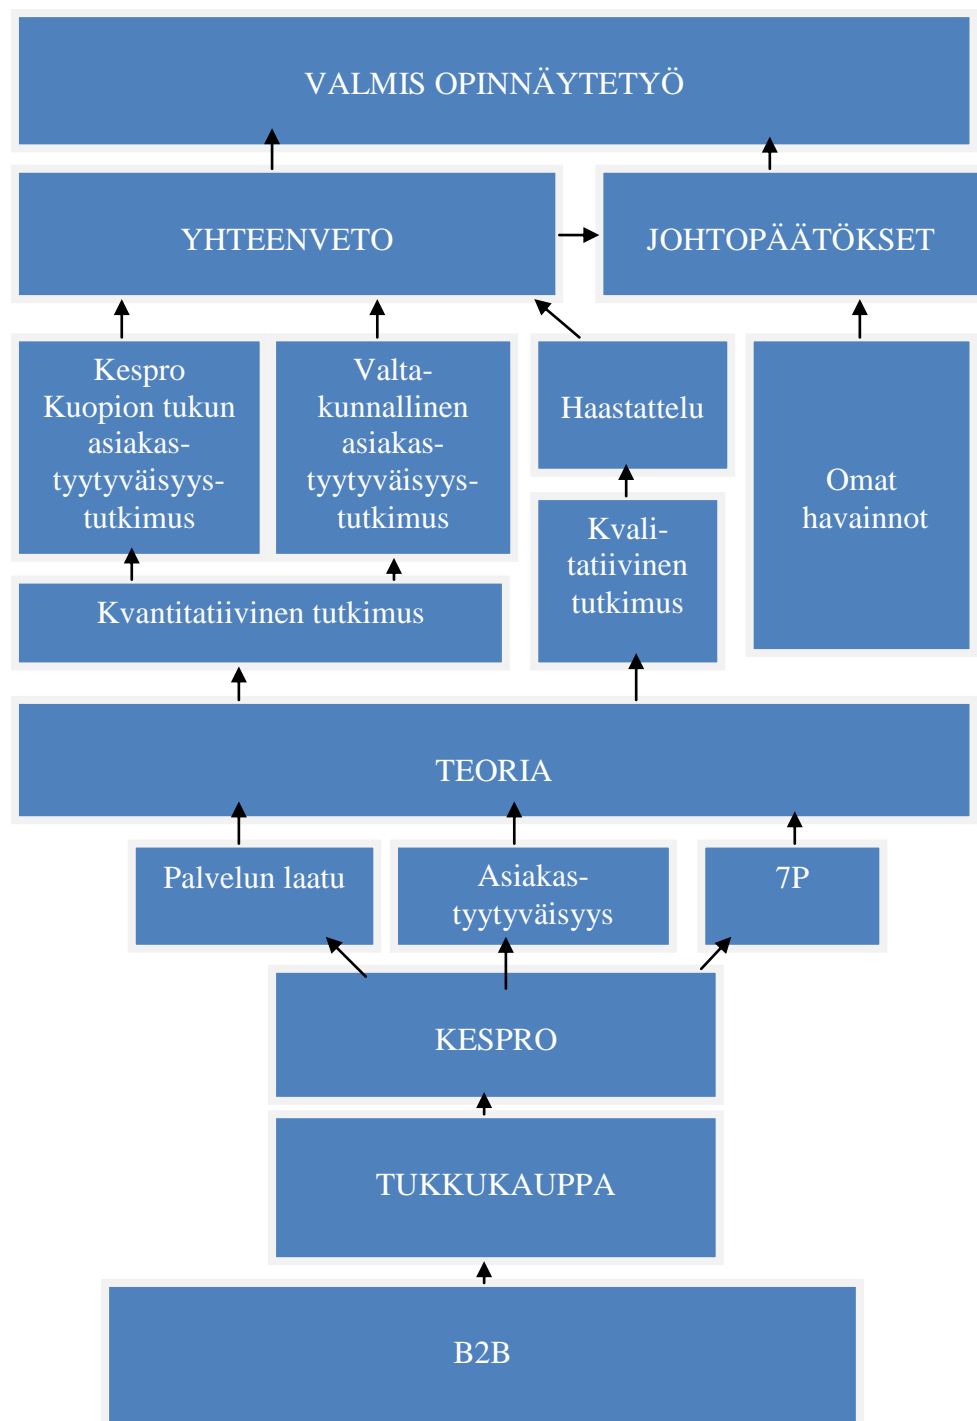 VALMIS OPINNÄYTETYÖ
YHTEENVETO
JOHTOPÄÄTÖKSET
Kespro
Kuopion tukun
asiakas-
tyytyväisyys-
tutkimus
Valta-
kunnallinen
asiakas-
tyytyväisyys-
tutkimus
Haastattelu
Omat
havainnot
Kvali-
tatiivinen
tutkimus
Kvantitatiivinen tutkimus
TEORIA
Palvelun laatu
Asiakas-
tyytyväisyys
7P
KESPRO
TUKKUKAUPPA
B2B